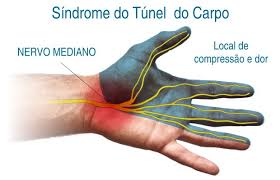 Síndrome do Túnel do Carpo
NERVO MEDIANO
Local de
compressão e dor